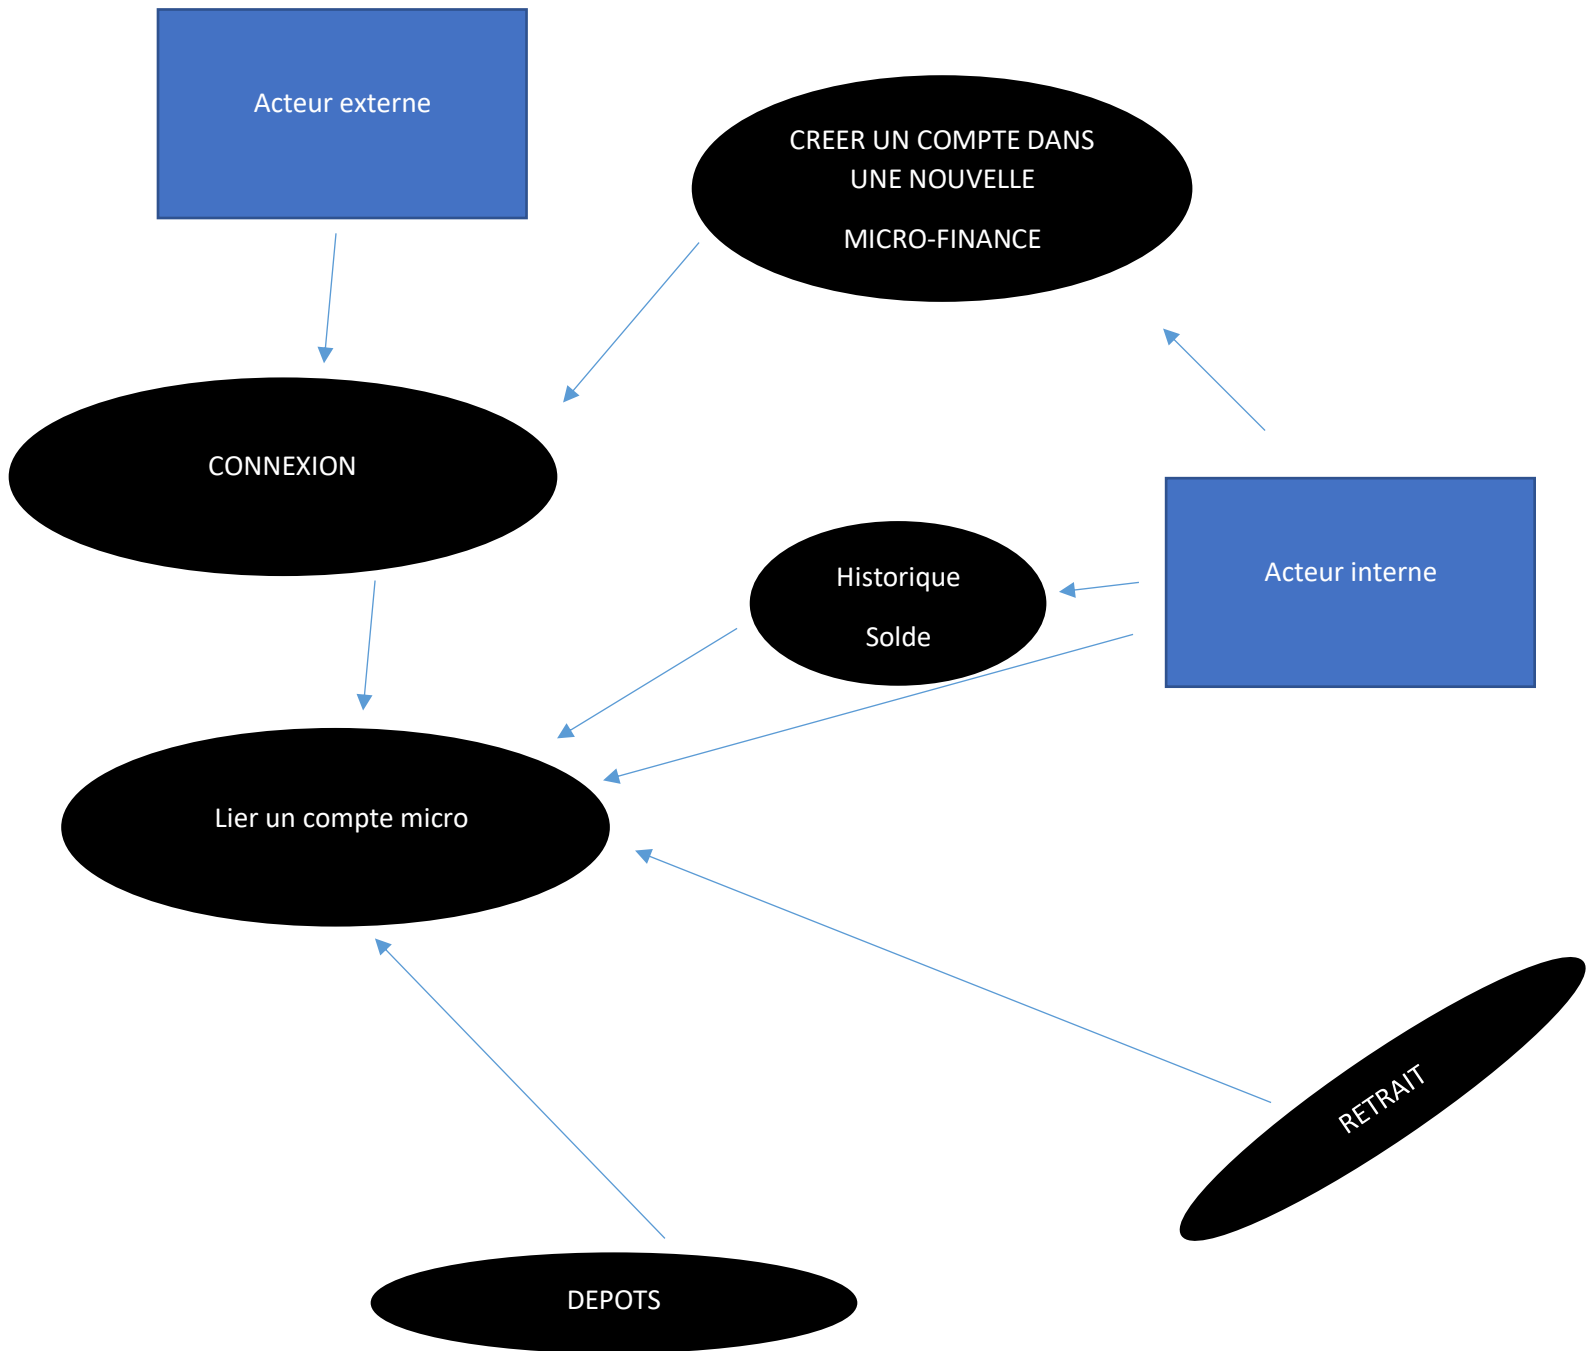 Acteur externe
CREER UN COMPTE DANS
UNE NOUVELLE
MICRO-FINANCE
CONNEXION
Historique
Solde
Acteur interne
Lier un compte micro
RETRAIT
DEPOTS